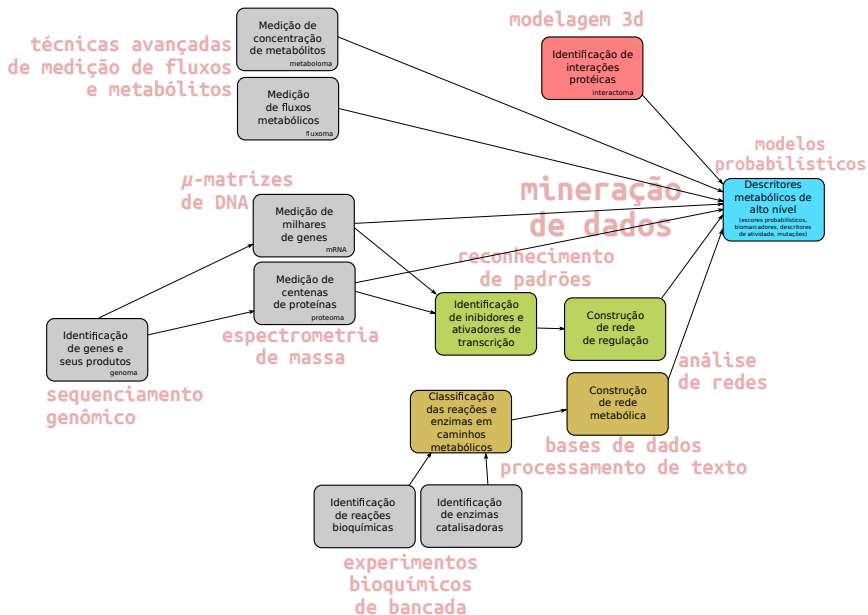 modelagem 3d
Medição de
concentração
de metabólitos
metaboloma
técnicas avançadas
de medição de fluxos
e metabólitos
Identificação de
interações
protéicas
interactoma
Medição
de fluxos
metabólicos
fluxoma
modelos
probabilísticos
µ-matrizes
de DNA
mineração
de dados
Descritores
metabólicos de
alto nível
(escores probabilísticos,
biomarcadores, descritores
de atividade, mutações)
Medição de
milhares
de genes
mRNA
reconhecimento
de padrões
Medição de
centenas
de proteínas
proteoma
Identificação
de inibidores e
ativadores de
transcrição
Construção
de rede
de regulação
Identificação
de genes e
seus produtos
genoma
espectrometria
de massa
análise
de redes
sequenciamento
genômico
Classificação
das reações e
enzimas em
caminhos
metabólicos
Construção
de rede
metabólica
bases de dados
processamento de texto
Identificação
de reações
bioquímicas
Identificação
de enzimas
catalisadoras
experimentos
bioquímicos
de bancada